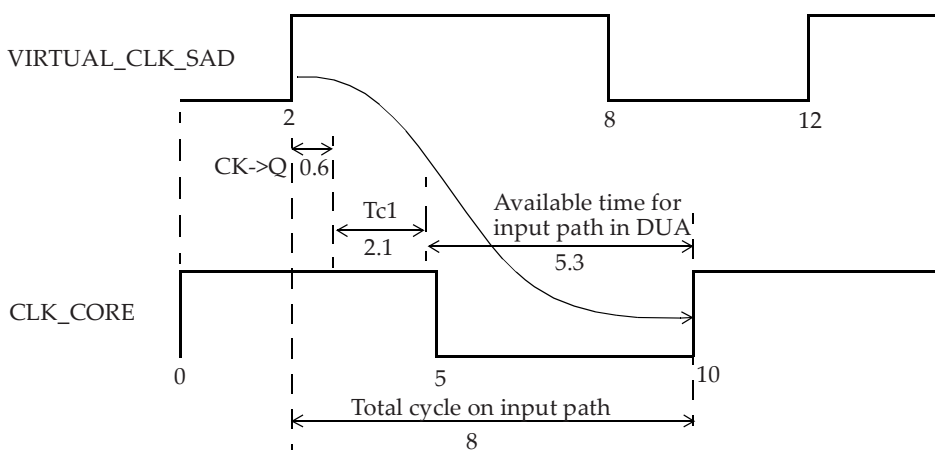 VIRTUAL_CLK_SAD
2
8
12
CK->Q
0.6
Tc1
2.1
Available time for
input path in DUA
5.3
CLK_CORE
0
5
10
Total cycle on input path
8